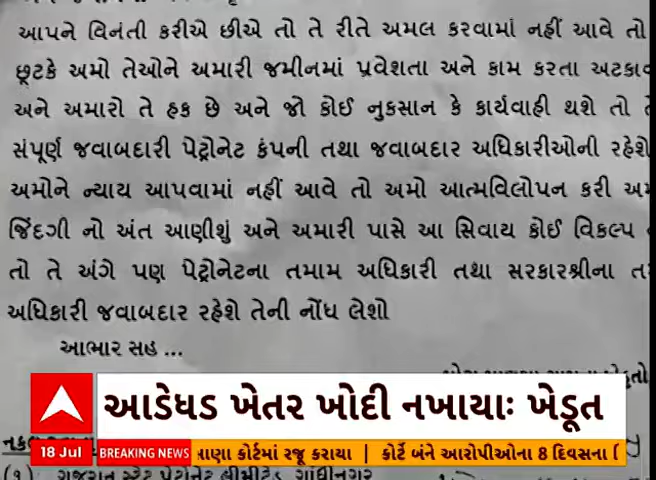 આપને વિનંતી કરીએ છીએ તો તે રીતે અમલ કરવામાં નહીં આવે તો
છૂટકે અમો તેઓને અમારી જમીનમાં પ્રવેશતા અને કામ કરતા
અને અમારો તે હક છે અને જો કોઈ નુકસાન કે કાર્યવાહી થશે તો
સંપૂર્ણ જવાબદારી પેટ્રોનેટ કંપની તથા જવાબદાર અધિકારીઓની રહેશે
અમોને ન્યાય આપવામાં નહીં આવે તો અમો આત્મવિલોપન કરી
જિંદગી નો અંત આણીશું અને અમારી પાસે આ સિવાય કોઈ વિકલ્પ
તો તે અંગે પણ પેટ્રોનેટના તમામ અધિકારી તથા સરકારશ્રીના
અધિકારી જવાબદાર રહેશે તેની નોંધ લેશો
આભાર સહ ...
આડેધડ ખેતર ખોદી નખાયાઃ ખેડૂત
18 Jul BREAKING NEWS કોર્ટમાં રજૂ કરાયા | કોર્ટે બંને આરોપીઓના 8 દિવસના
(૧) ગુજરાત સ્ટેટ પેટ્રોનેટ લીમીટેડ, ગાંધીનગર